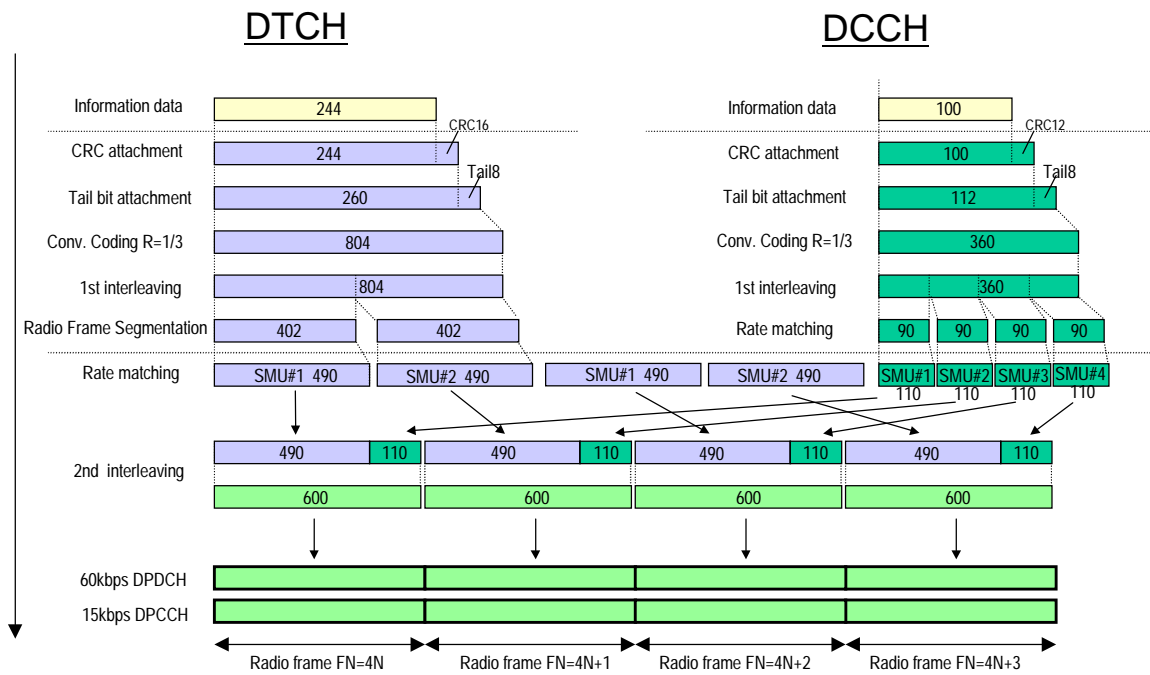 DTCH
DCCH
Information data
244
Information data
100
CRC16
CRC12
CRC attachment
244
CRC attachment
100
Tail8
Tail8
Tail bit attachment
260
Tail bit attachment
112
Conv. Coding R=1/3
804
Conv. Coding R=1/3
360
1st interleaving
804
1st interleaving
360
Radio Frame Segmentation
402
402
Rate matching
90
90
90
90
Rate matching
SMU#1 490
SMU#2 490
SMU#1 490
SMU#2 490
SMU#1
SMU#2
SMU#3
SMU#4
110
110
110
110
2nd interleaving
490
110
490
110
490
110
490
110
600
600
600
600
60kbps DPDCH
15kbps DPCCH
Radio frame FN=4N
Radio frame FN=4N+1
Radio frame FN=4N+2
Radio frame FN=4N+3